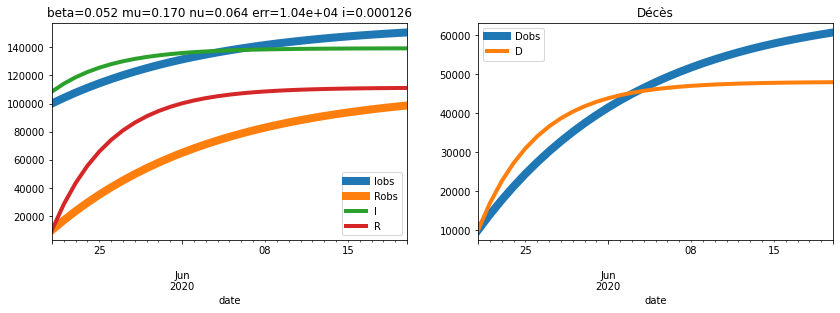 beta=0.052 mu=0.170 nu=0.064 err=1.04e+04 i=0.000126
140000
120000
100000
80000
60000
40000
20000
Iobs
Robs
I
R
25
Jun
2020
08
15
date
Décès
60000
50000
40000
30000
20000
10000
Dobs
D
25
Jun
2020
08
15
date